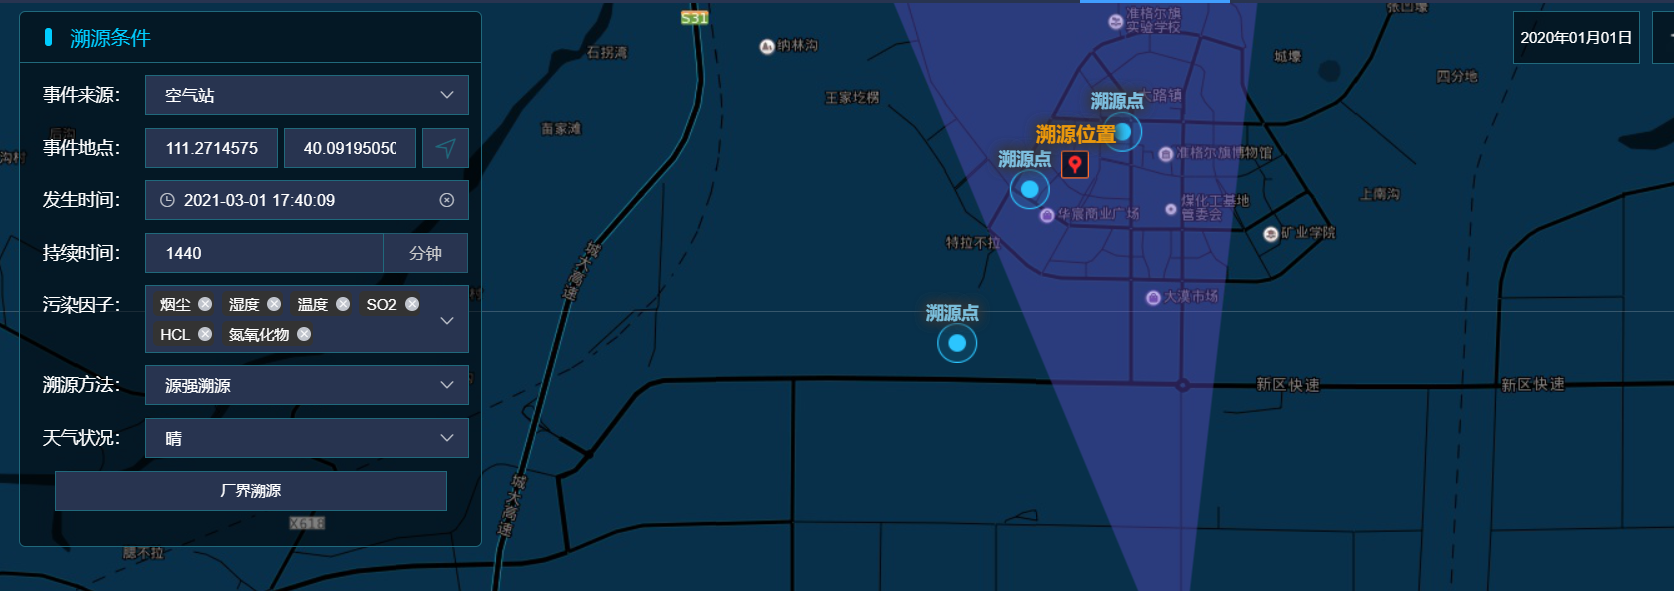 溯源条件
事件来源：
空气站
事件地点：
111.2714575
40.0919505
发生时间：
2021-03-01 17:40:09
持续时间：
1440
分钟
污染因子：
烟尘
湿度
温度
SO2
HCL
氮氧化物
溯源方法：
源强溯源
天气状况：
晴
厂界溯源
X618
S31
石拐湾
纳林沟
王家圪楞
苗家滩
城大高速
城大高速
准格尔旗
实验学校
大路镇
溯源点
溯源位置
溯源点
准格尔旗博物馆
煤化工基地
管委会
华宸商业广场
特拉不拉
矿业学院
大漠市场
溯源点
新区快速
新区快速
城壕
四分地
上南沟
2020年01月01日